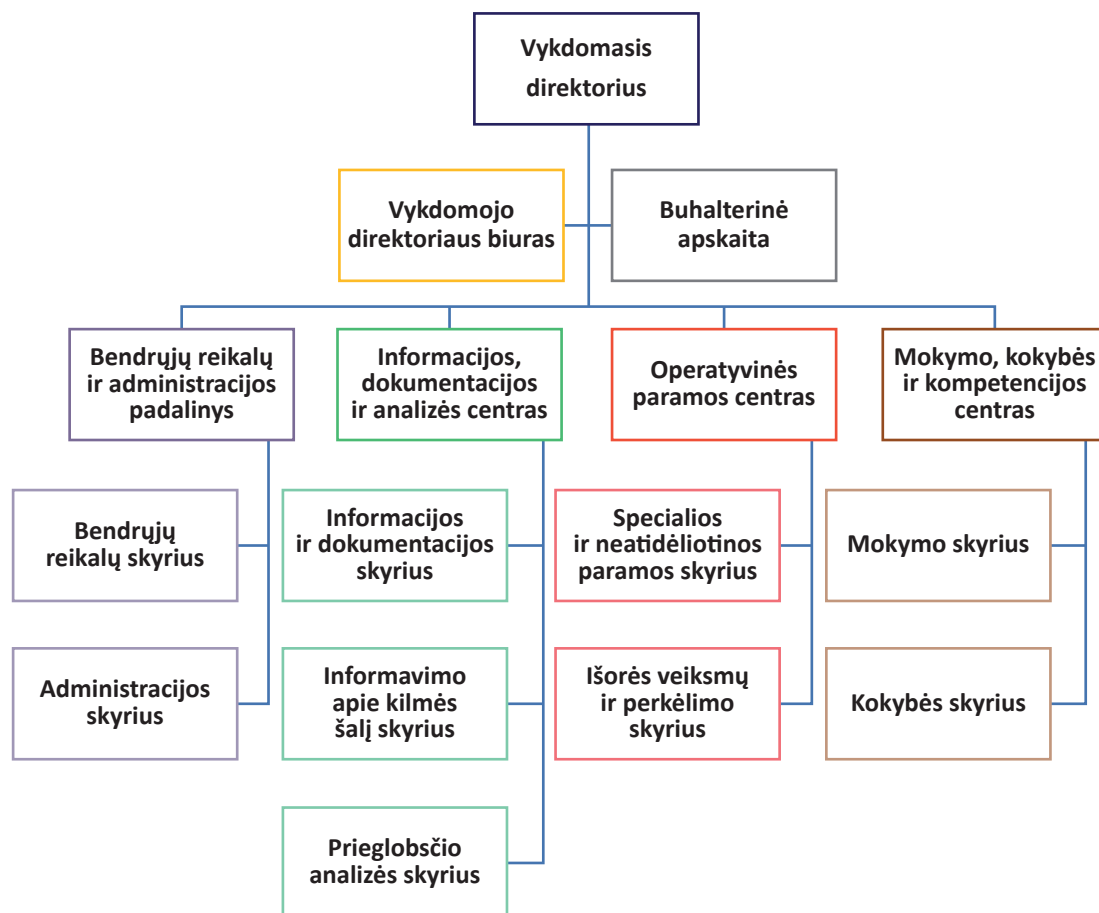 Vykdomasis
direktorius
Vykdomojo
direktoriaus biuras
Buhalterinė
apskaita
Bendrųjų reikalų
ir administracijos
padalinys
Informacijos,
dokumentacijos
ir analizės centras
Operatyvinės
paramos centras
Mokymo, kokybės
ir kompetencijos
centras
Bendrųjų
reikalų skyrius
Informacijos
ir dokumentacijos
skyrius
Specialios
ir neatidėliotinos
paramos skyrius
Mokymo skyrius
Administracijos
skyrius
Informavimo
apie kilmės
šalį skyrius
Išorės veiksmų
ir perkėlimo
skyrius
Kokybės skyrius
Prieglobsčio
analizės skyrius